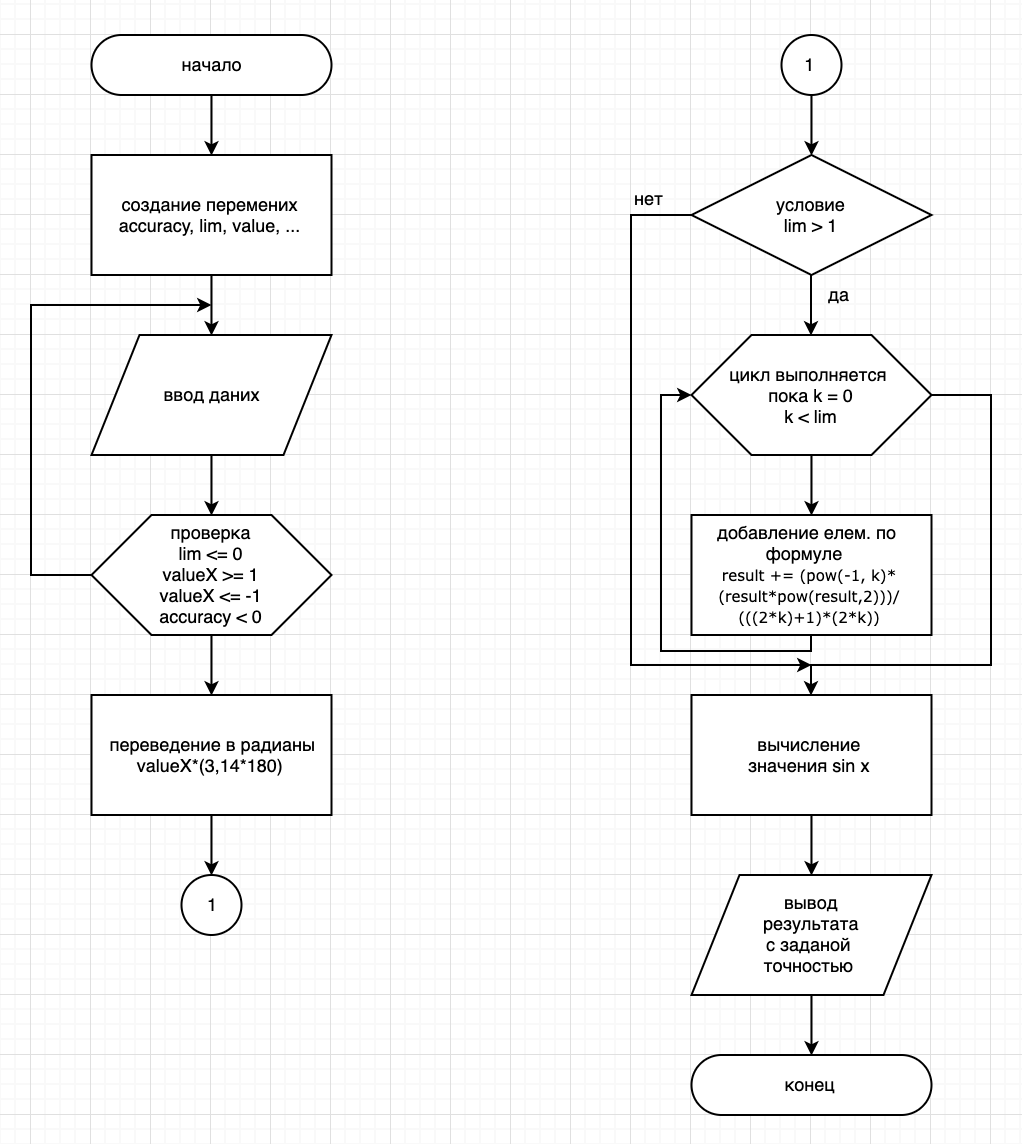 начало
создание перемених
accuracy, lim, value, ...
ввод даних
проверка
lim <= 0
valueX >= 1
valueX <= -1
accuracy < 0
переведение в радианы
valueX*(3,14*180)
1
1
условие
lim > 1
нет
да
цикл выполняется
пока k = 0
k < lim
добавление елем. по
формуле
result += (pow(-1, k)*
(result*pow(result,2)))/
(((2*k)+1)*(2*k))
вычисление
значения sin x
вывод
результата
с заданой
точностью
конец